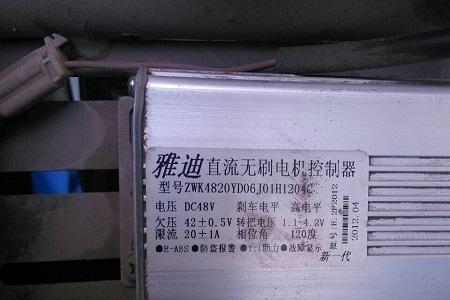 雅迪 直流无刷电机控制器
型号ZWK4820YD06J04H1204C
电压 DC48V 刹车电平 高电平
欠压 42±0.5V 转把电压 1.1-4.2V
限流 20±1A 相位角 120度
●E-ABS ●防盗报警 ●1:1助力 ●故障显示
新一代
2012.04